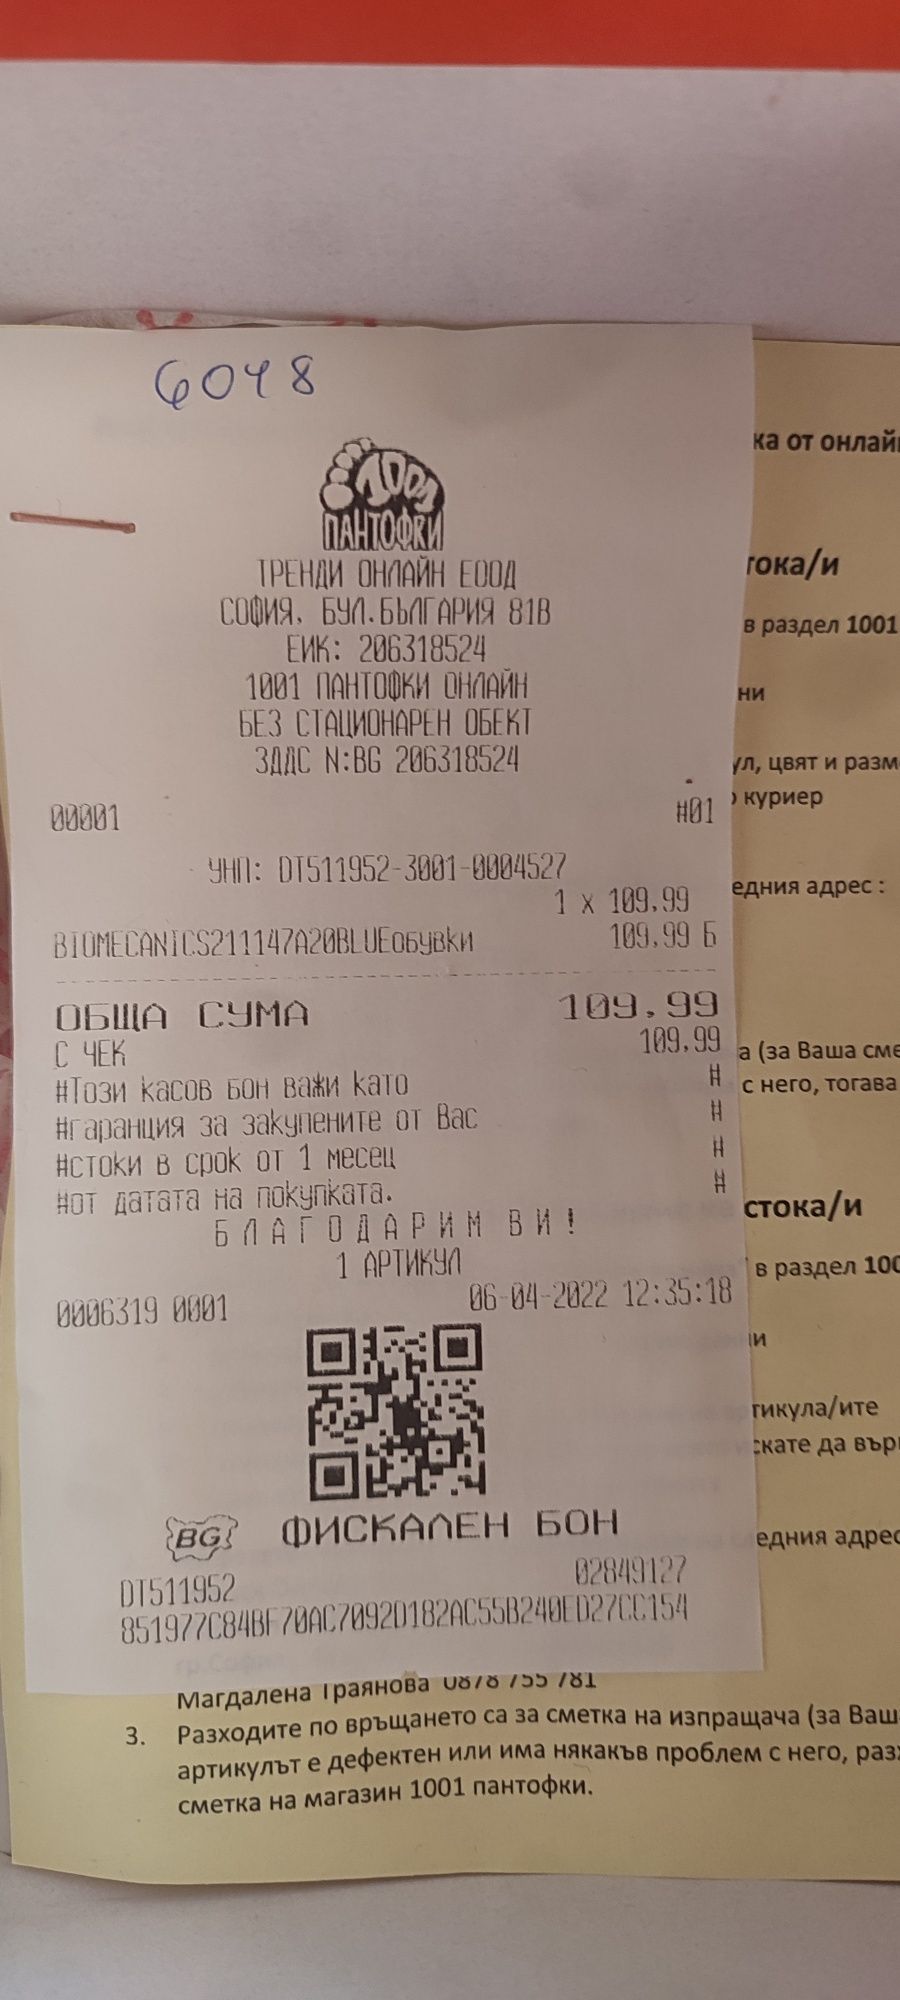 6048
1001
ПАНТОФКИ
ТРЕНДИ ОНЛАЙН ЕООД
СОФИЯ, БУЛ.БЪЛГАРИЯ 81В
ЕИК: 206318524
1001 ПАНТОФКИ ОНЛАЙН
БЕЗ СТАЦИОНАРЕН ОБЕКТ
ЗДДС N:BG 206318524
00001 #01
УНП: DT511952-3001-0004527
1 x 109.99
BIOMECANICS211147A20BLUEобувки 109.99 Б
ОБЩА СУМА 109.99
С ЧЕК 109.99
#Този касов бон важи като #
#гаранция за закупените от Вас #
#стоки в срок от 1 месец #
#от датата на покупката. #
БЛАГОДАРИМ ВИ!
1 АРТИКУЛ
0006319 0001 06-04-2022 12:35:18
BG ФИСКАЛЕН БОН
DT511952 02849127
851977C84BF70AC7092D182AC55B240ED27CC154
ка от онлай
тока/и
в раздел 1001
ни
ул, цвят и разм
куриер
едния адрес :
а (за Ваша сме
с него, тогава
стока/и
в раздел 100
и
тикула/ите
скате да вър
едния адрес
Магдалена Траянова 0878 755 781
3. Разходите по връщането са за сметка на изпращача (за Ваш
артикулът е дефектен или има някакъв проблем с него, раз
сметка на магазин 1001 пантофки.